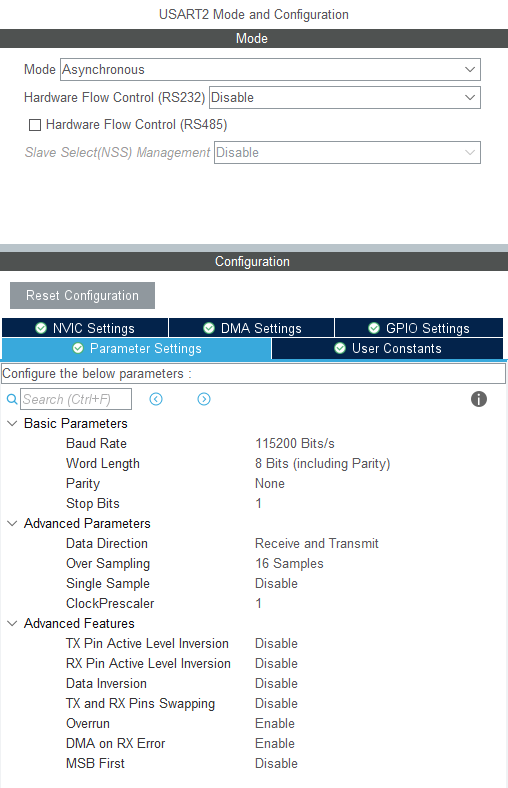 USART2 Mode and Configuration
Mode
Mode Asynchronous
Hardware Flow Control (RS232) Disable
Hardware Flow Control (RS485)
Slave Select(NSS) Management Disable
Configuration
Reset Configuration
NVIC Settings DMA Settings GPIO Settings
Parameter Settings User Constants
Configure the below parameters :
Search (Ctrl+F)
Basic Parameters
Baud Rate 115200 Bits/s
Word Length 8 Bits (including Parity)
Parity None
Stop Bits 1
Advanced Parameters
Data Direction Receive and Transmit
Over Sampling 16 Samples
Single Sample Disable
ClockPrescaler 1
Advanced Features
TX Pin Active Level Inversion Disable
RX Pin Active Level Inversion Disable
Data Inversion Disable
TX and RX Pins Swapping Disable
Overrun Enable
DMA on RX Error Enable
MSB First Disable